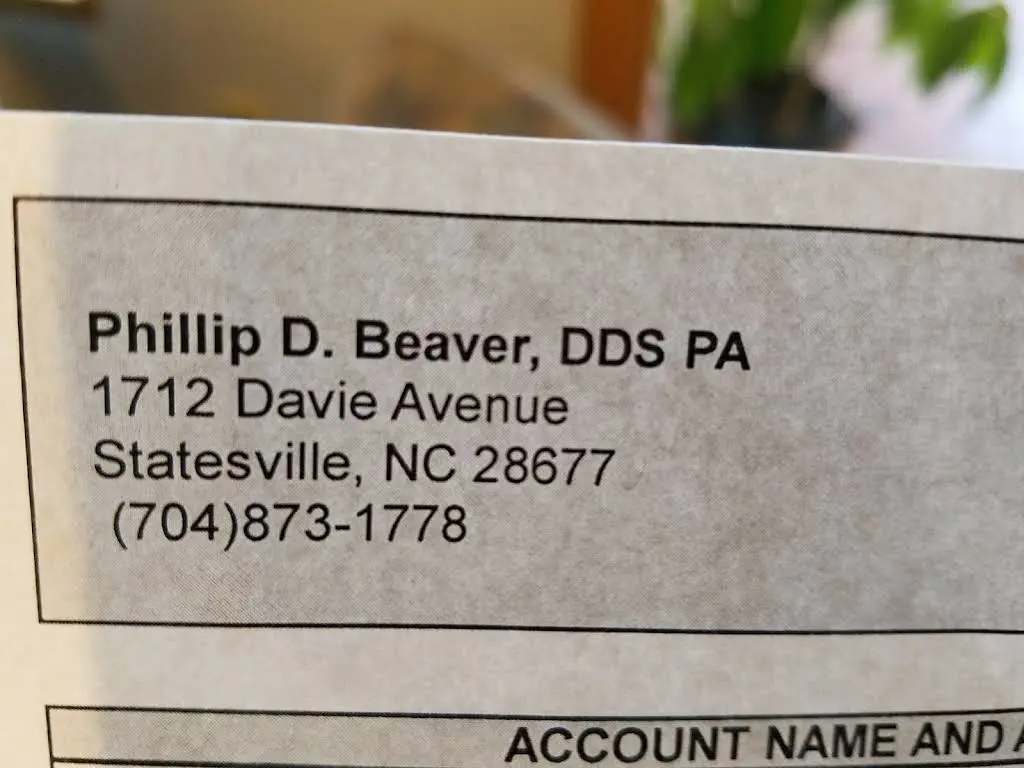 Phillip D. Beaver, DDS PA
1712 Davie Avenue
Statesville, NC 28677
(704)873-1778
ACCOUNT NAME AND